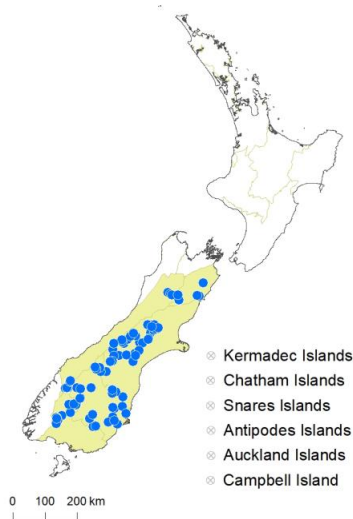 Kermadec Islands
Chatham Islands
Snares Islands
Antipodes Islands
Auckland Islands
Campbell Island
0 100 200 km